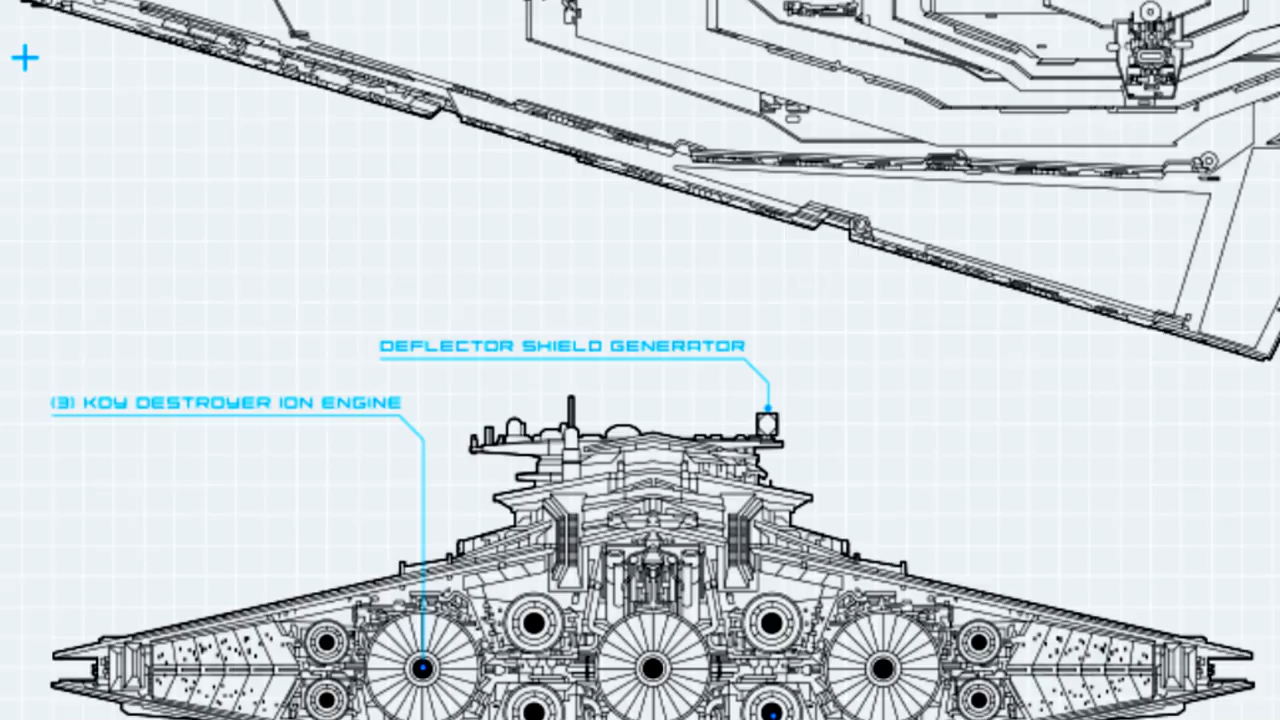 DEFLECTOR SHIELD GENERATOR
(3) KDY DESTROYER ION ENGINE